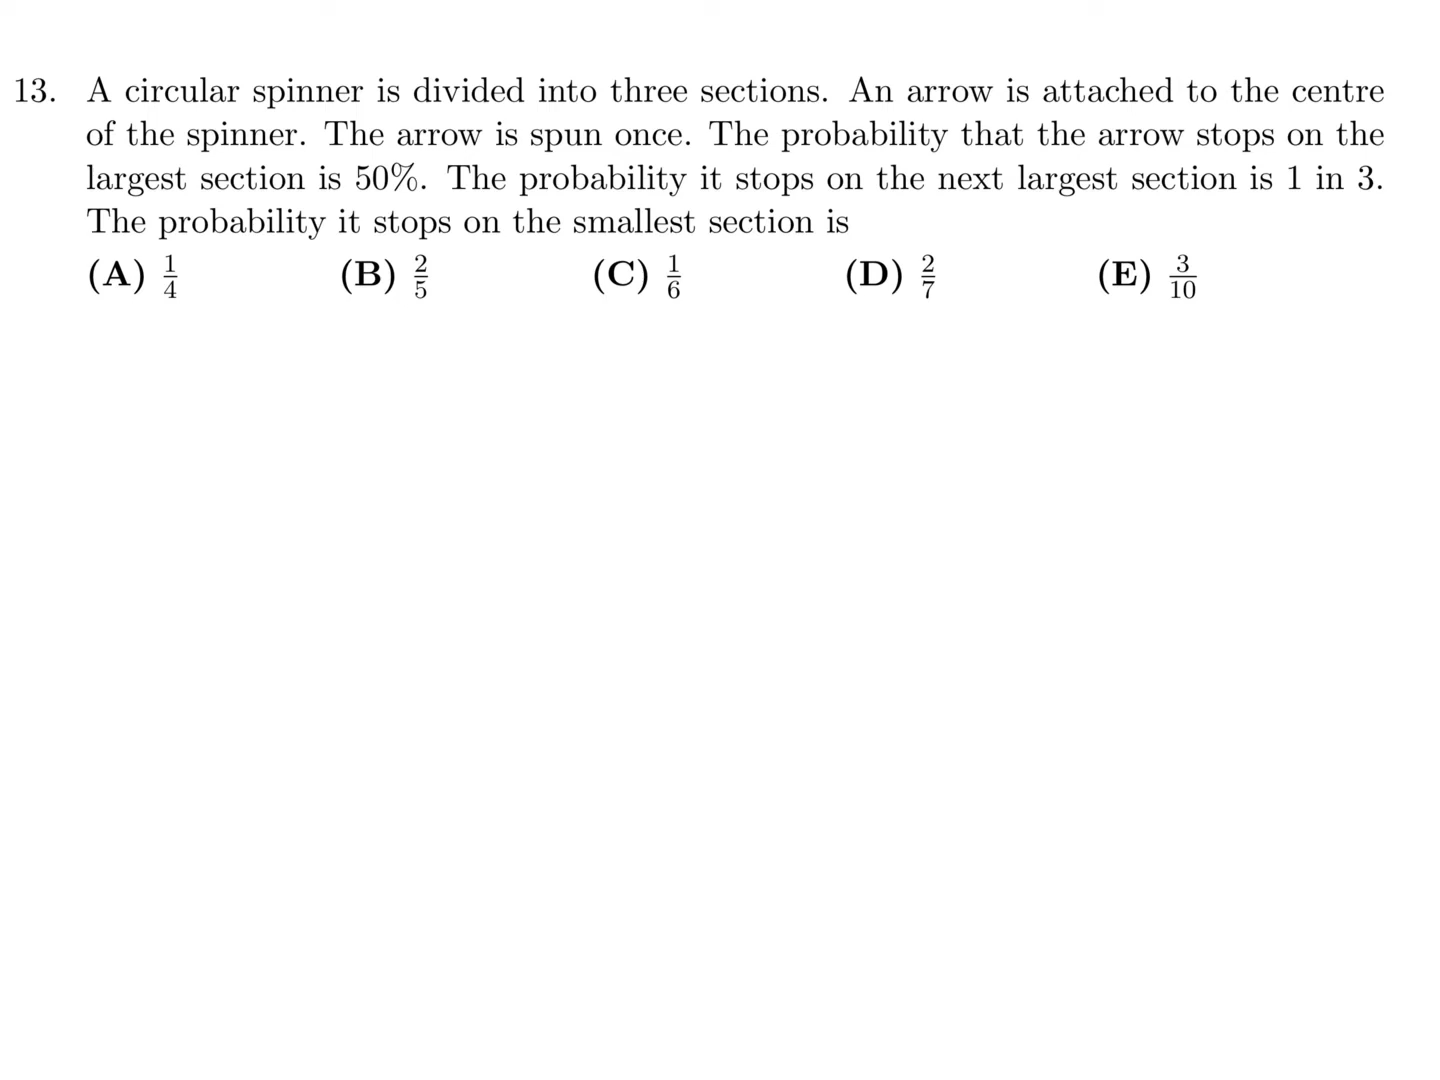 13. A circular spinner is divided into three sections. An arrow is attached to the centre
of the spinner. The arrow is spun once. The probability that the arrow stops on the
largest section is 50%. The probability it stops on the next largest section is 1 in 3.
The probability it stops on the smallest section is
(A) 1/4 (B) 2/5 (C) 1/6 (D) 2/7 (E) 3/10